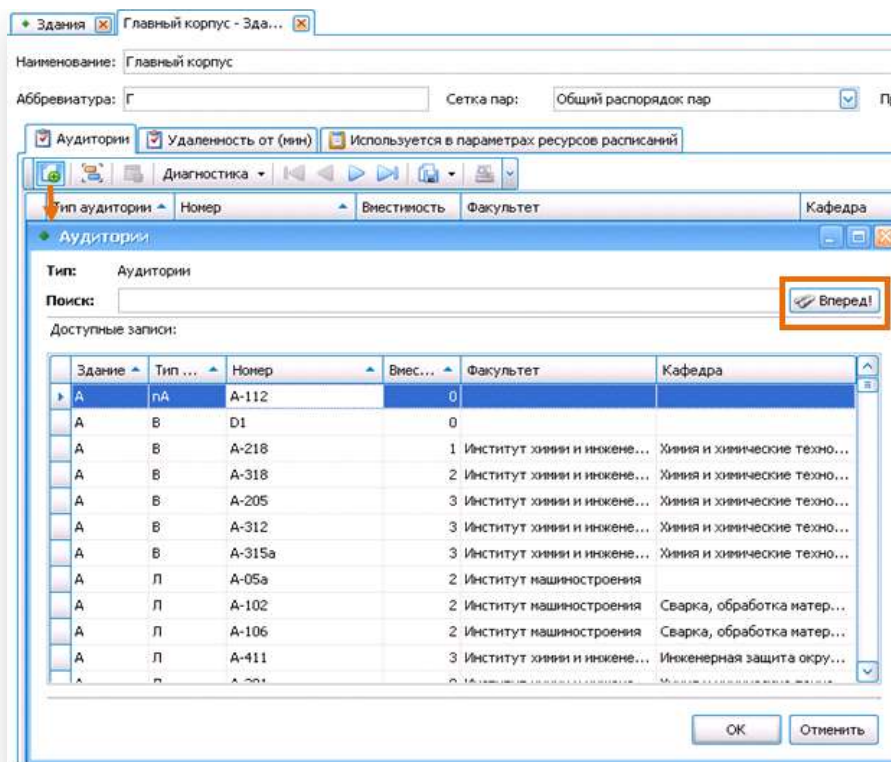 Здания Главный корпус - Зда...
Наименование: Главный корпус
Аббревиатура: Г Сетка пар: Общий распорядок пар
Аудитории Удаленность от (мин) Используется в параметрах ресурсов расписаний
Диагностика
Тип аудитории Номер Вместимость Факультет Кафедра
Аудитории
Тип: Аудитории
Поиск: Вперед!
Доступные записи:
Здание Тип ... Номер Вмес... Факультет Кафедра
А пА А-112 0
А В D1 0
А В А-218 1 Институт химии и инжене... Химия и химические техно...
А В А-318 2 Институт химии и инжене... Химия и химические техно...
А В А-205 3 Институт химии и инжене... Химия и химические техно...
А В А-312 3 Институт химии и инжене... Химия и химические техно...
А В А-315а 3 Институт химии и инжене... Химия и химические техно...
А Л А-05а 2 Институт машиностроения
А Л А-102 2 Институт машиностроения Сварка, обработка матер...
А Л А-106 2 Институт машиностроения Сварка, обработка матер...
А Л А-411 3 Институт химии и инжене... Инженерная защита окру...
OK Отменить